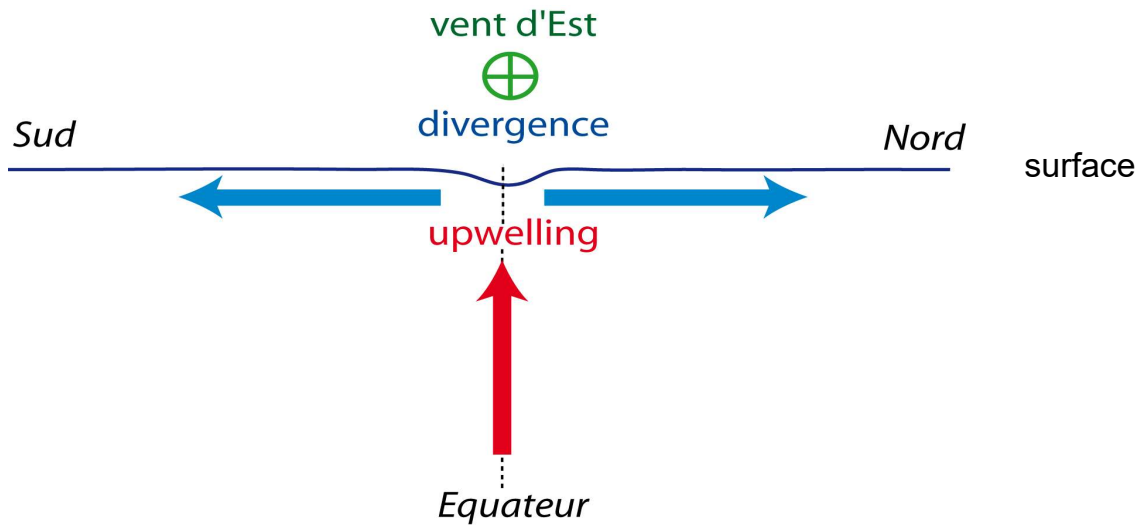 vent d'Est
divergence
Sud
Nord
surface
upwelling
Equateur